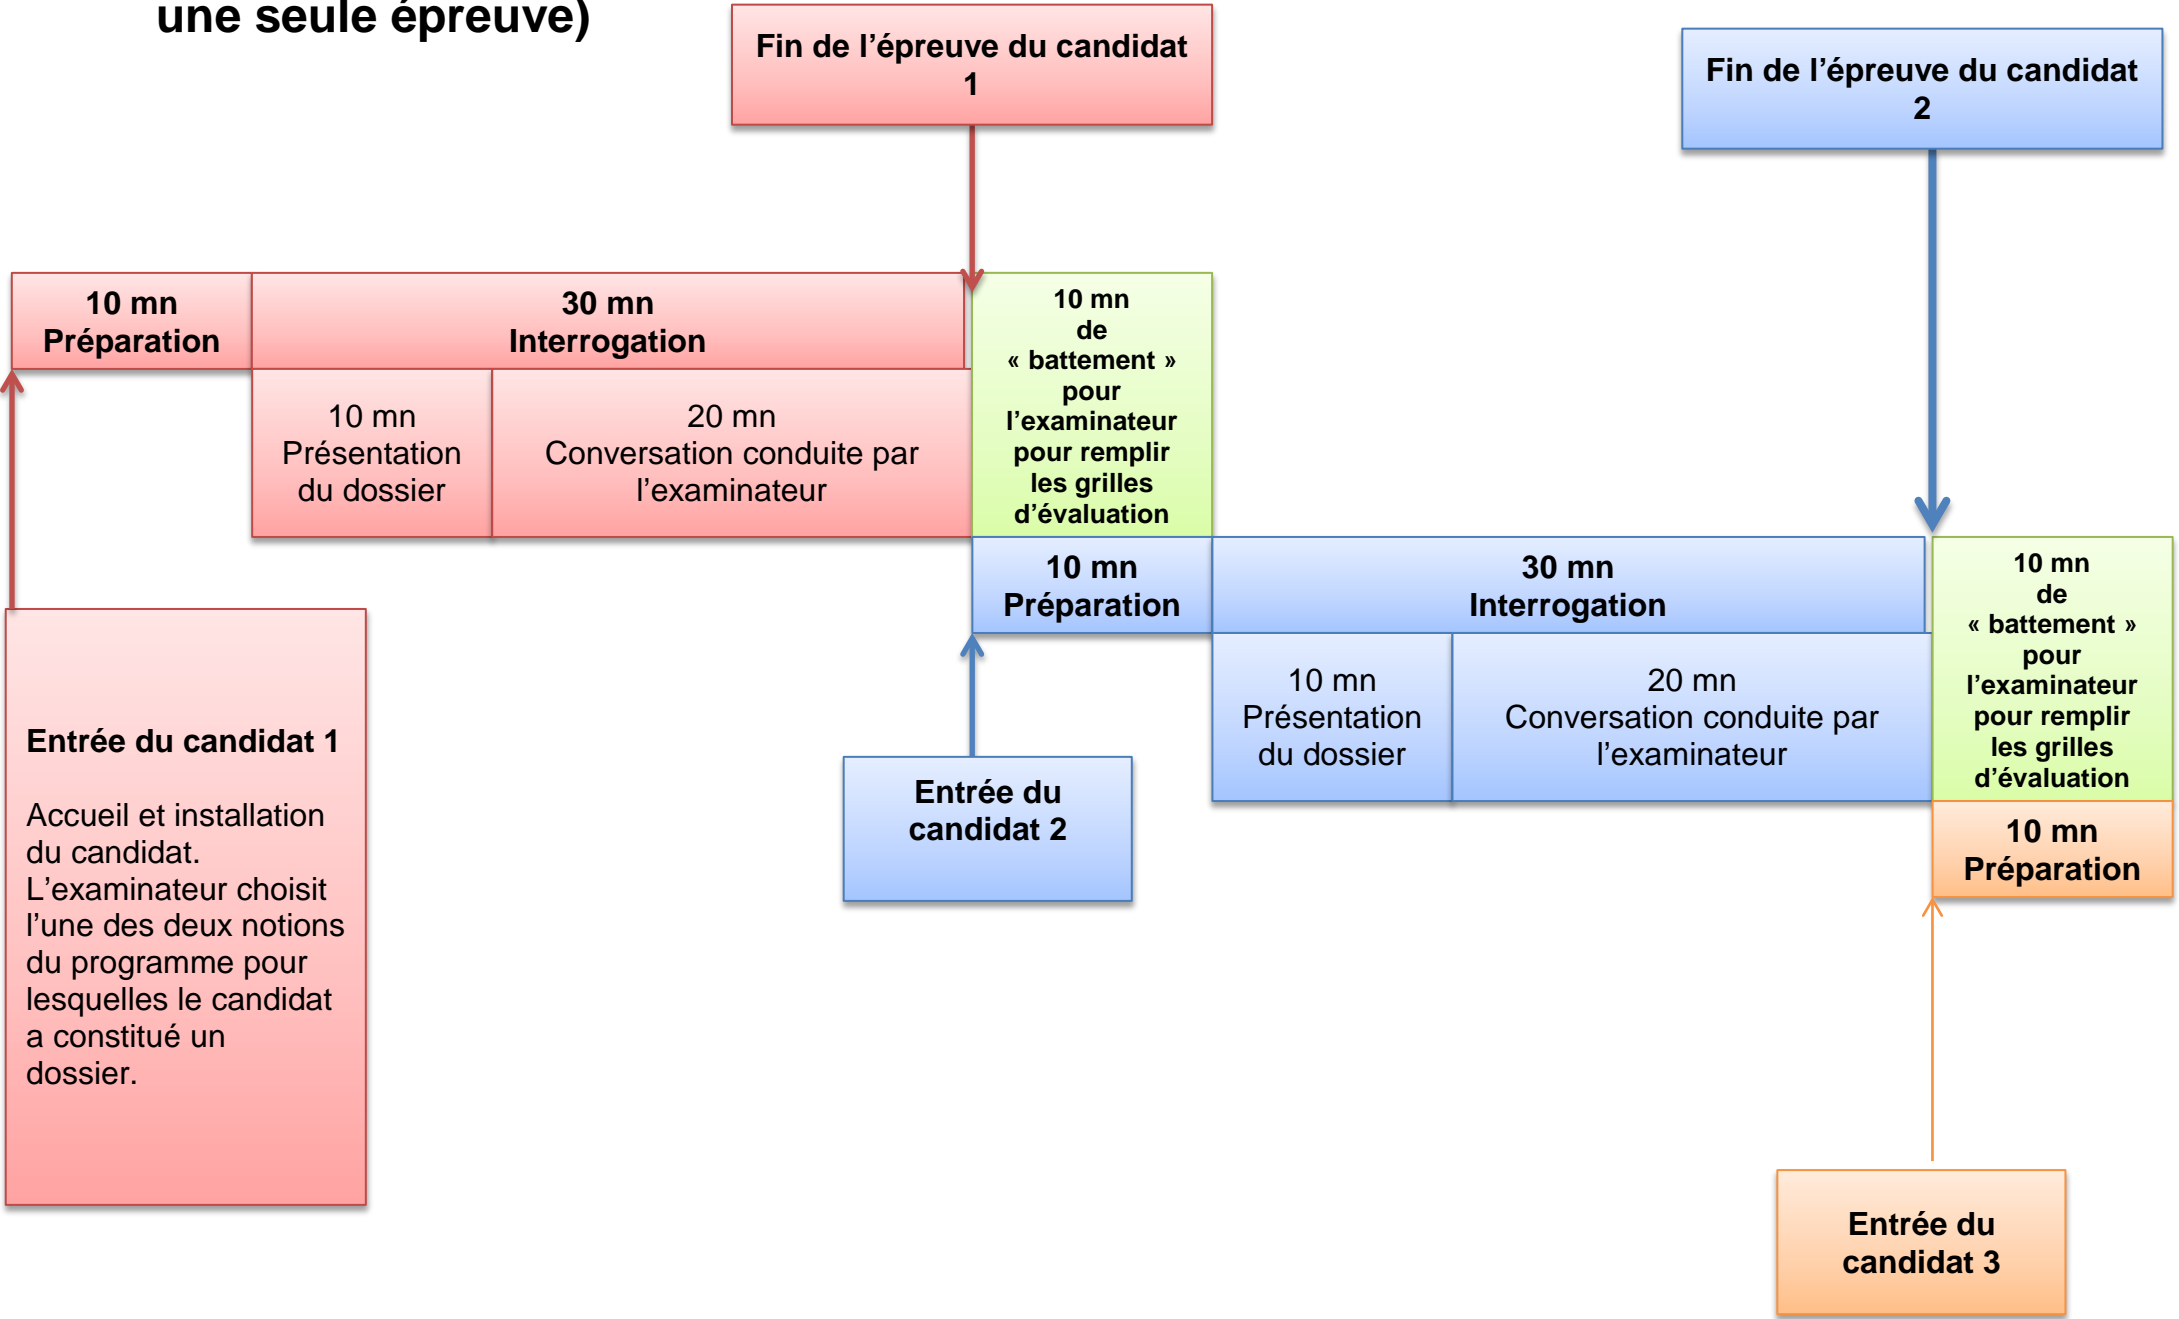 une seule épreuve)
Fin de l’épreuve du candidat
1
Fin de l’épreuve du candidat
2
10 mn
Préparation
30 mn
Interrogation
10 mn
de
« battement »
pour
l’examinateur
pour remplir
les grilles
d’évaluation
10 mn
Présentation
du dossier
20 mn
Conversation conduite par
l’examinateur
10 mn
Préparation
30 mn
Interrogation
10 mn
de
« battement »
pour
l’examinateur
pour remplir
les grilles
d’évaluation
10 mn
Présentation
du dossier
20 mn
Conversation conduite par
l’examinateur
Entrée du candidat 1
Accueil et installation
du candidat.
L’examinateur choisit
l’une des deux notions
du programme pour
lesquelles le candidat
a constitué un
dossier.
Entrée du
candidat 2
10 mn
Préparation
Entrée du
candidat 3